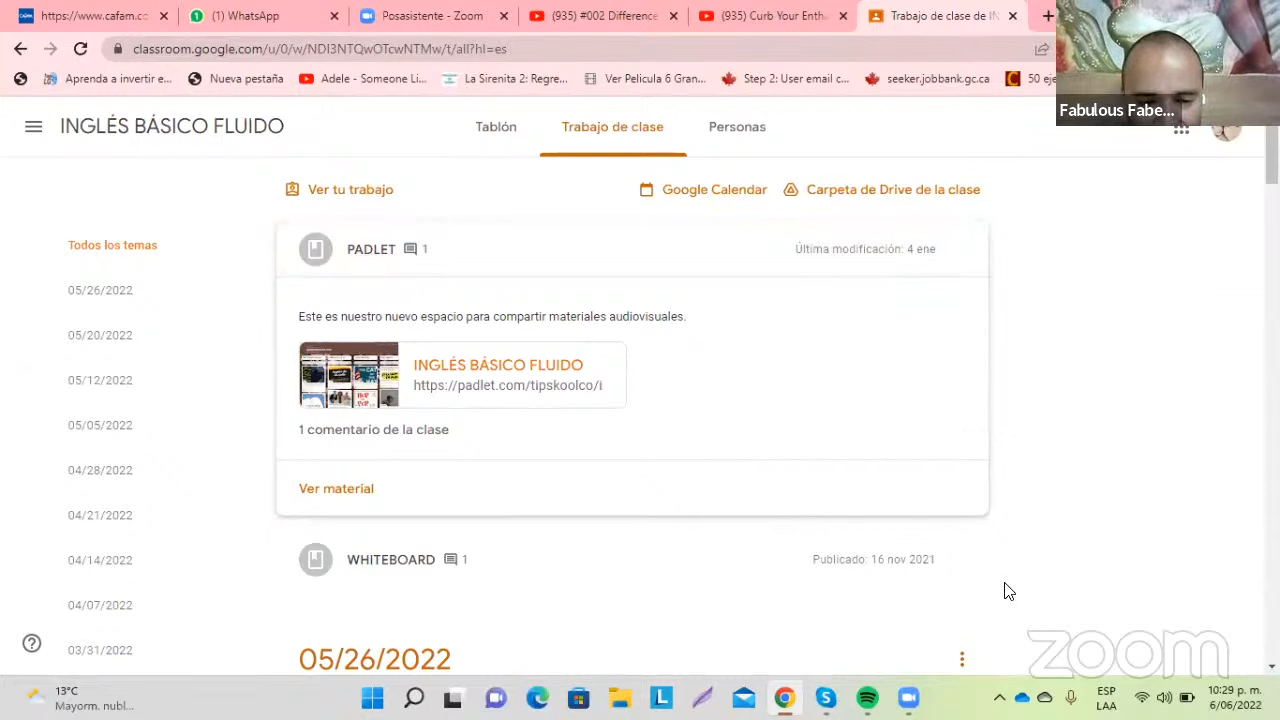 camp.com/
(1) WhatsApp
Posasistente - Zoom
(935) #002 Difference
(935) Curb Your Enth
Trabajo de clase de IN
classroom.google.com/u/0/w/NDI3NTQwOTcwNTMw/t/all?hl=es
Aprenda a invertir e...
Nueva pestaña
Adele - Someone Li...
La Sirenita 2: Regre...
Ver Pelicula 6 Gran...
Step 2: User email c...
seeker.jobbank.gc.ca
50 eje
Fabulous Fabe...
INGLÉS BÁSICO FLUIDO
Tablón
Trabajo de clase
Personas
Ver tu trabajo
Google Calendar
Carpeta de Drive de la clase
Todos los temas
05/26/2022
05/20/2022
05/12/2022
05/05/2022
04/28/2022
04/21/2022
04/14/2022
04/07/2022
03/31/2022
PADLET 1
Última modificación: 4 ene
Este es nuestro nuevo espacio para compartir materiales audiovisuales.
INGLÉS BÁSICO FLUIDO
https://padlet.com/tipskoolco/i
1 comentario de la clase
Ver material
WHITEBOARD 1
Publicado: 16 nov 2021
05/26/2022
zoom
13°C
Mayorm. nubl...
ESP
LAA
10:29 p. m.
6/06/2022